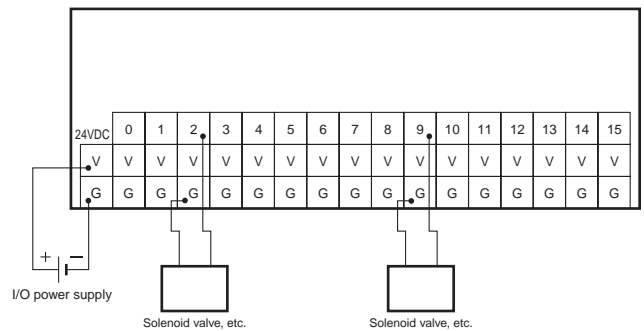 24VDC 0 1 2 3 4 5 6 7 8 9 10 11 12 13 14 15
V V V V V V V V V V V V V V V V V
G G G G G G G G G G G G G G G G G
+ −
I/O power supply
Solenoid valve, etc. Solenoid valve, etc.